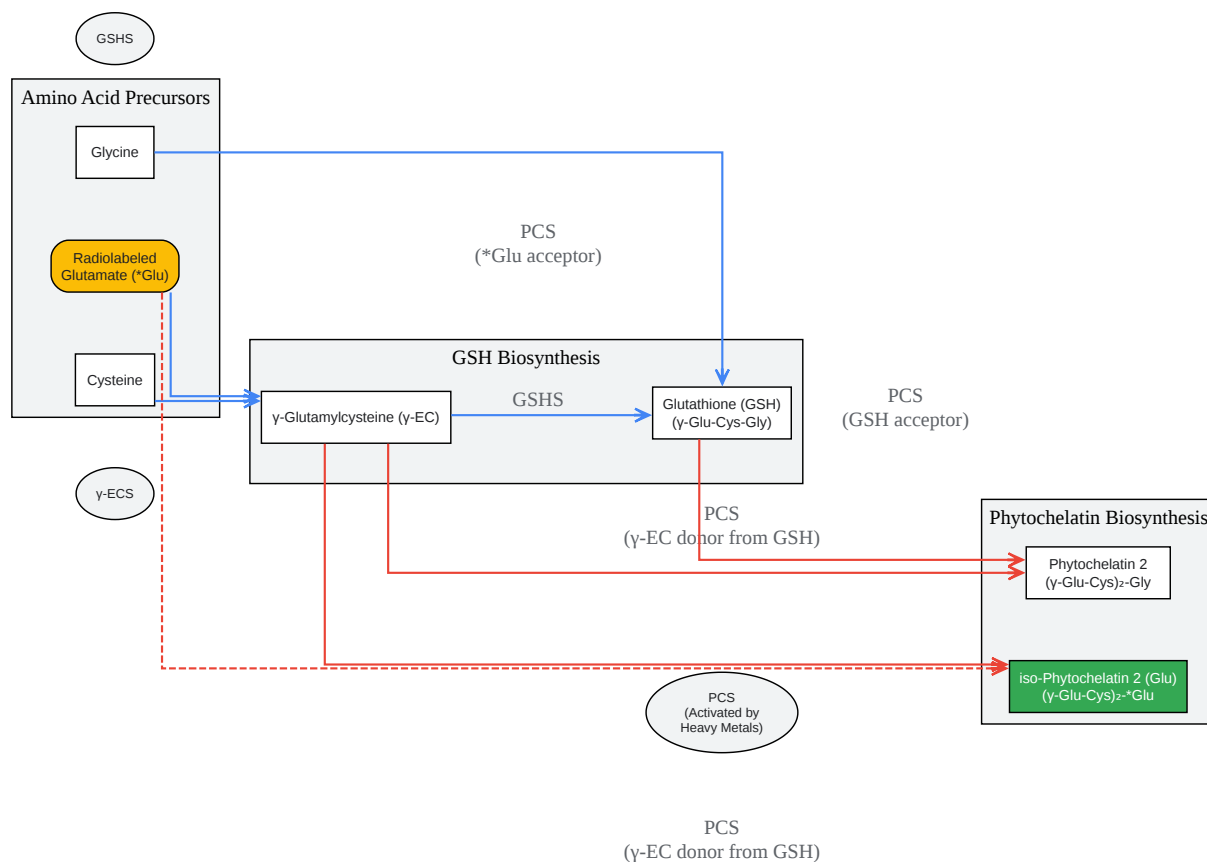 GSHS
Amino Acid Precursors
Glycine
PCS
(*Glu acceptor)
Radiolabeled
Glutamate (*Glu)
GSH Biosynthesis
Cysteine
γ-Glutamylcysteine (γ-EC)
GSHS
Glutathione (GSH)
(γ-Glu-Cys-Gly)
PCS
(GSH acceptor)
γ-ECS
PCS
(γ-EC donor from GSH)
Phytochelatin Biosynthesis
Phytochelatin 2
(γ-Glu-Cys)₂-Gly
iso-Phytochelatin 2 (Glu)
(γ-Glu-Cys)₂-*Glu
PCS
(Activated by
Heavy Metals)
PCS
(γ-EC donor from GSH)